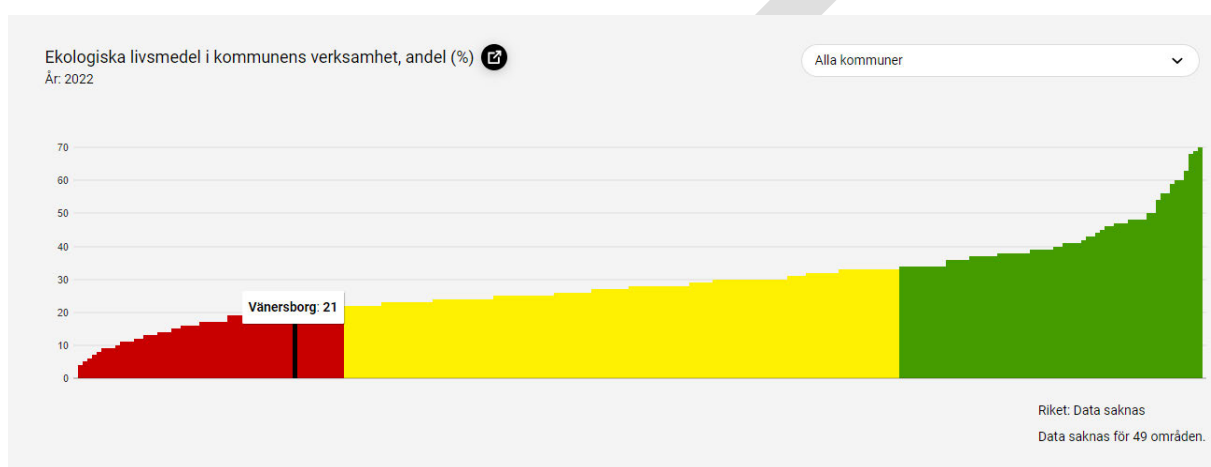 Ekologiska livsmedel i kommunens verksamhet, andel (%)
År: 2022
Alla kommuner
70
60
50
40
30
20
10
0
Vänersborg: 21
Riket: Data saknas
Data saknas för 49 områden.